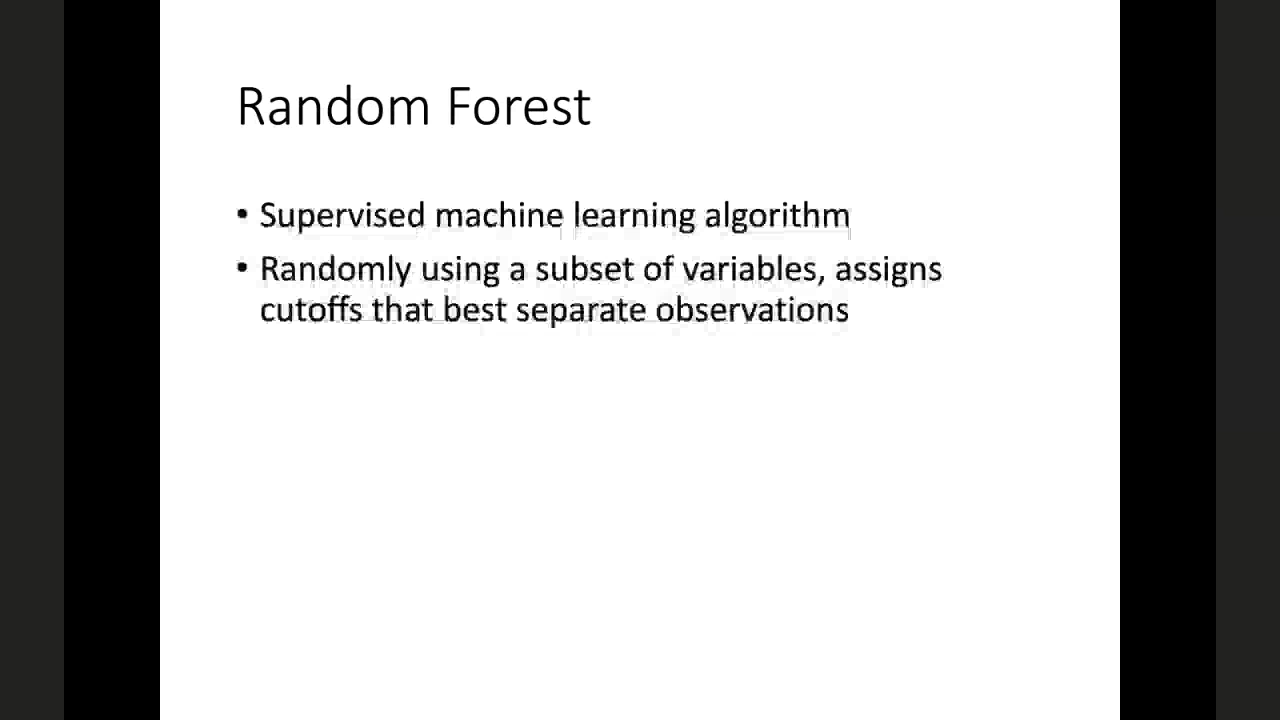 Random Forest
• Supervised machine learning algorithm
• Randomly using a subset of variables, assigns
cutoffs that best separate observations